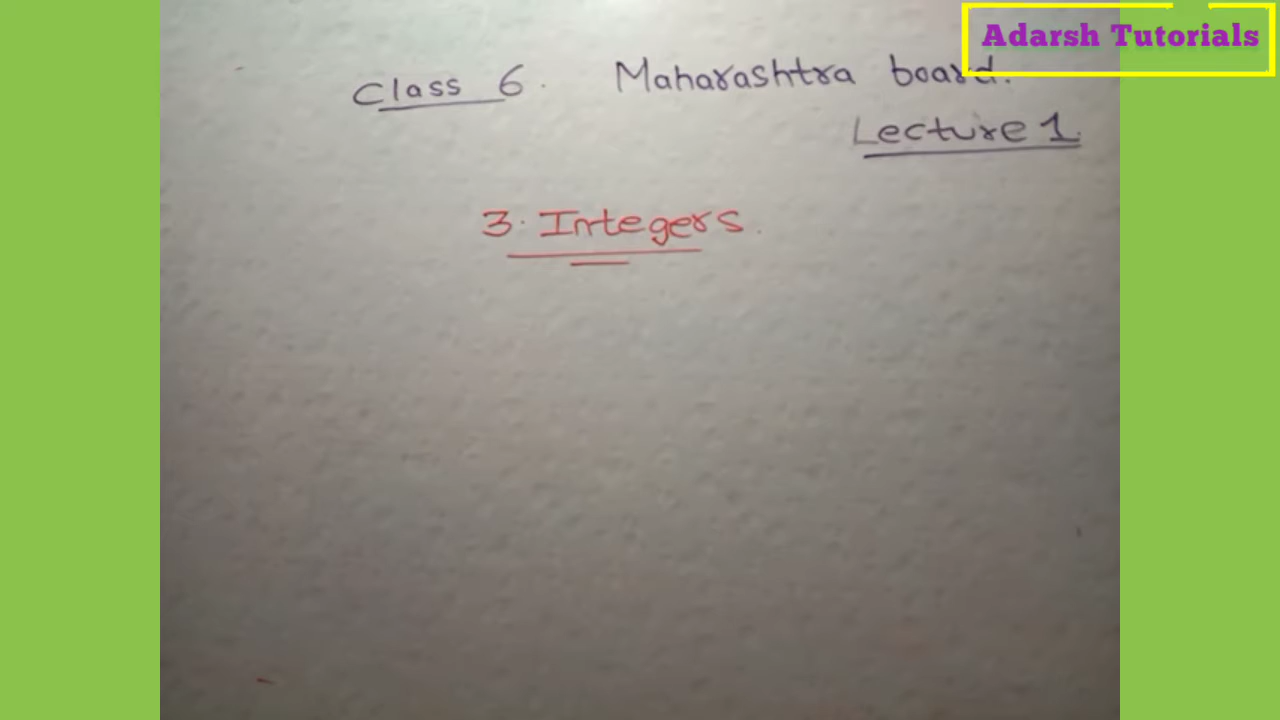 Adarsh Tutorials
Class 6. Maharashtra board.
Lecture 1.
3. Integers.